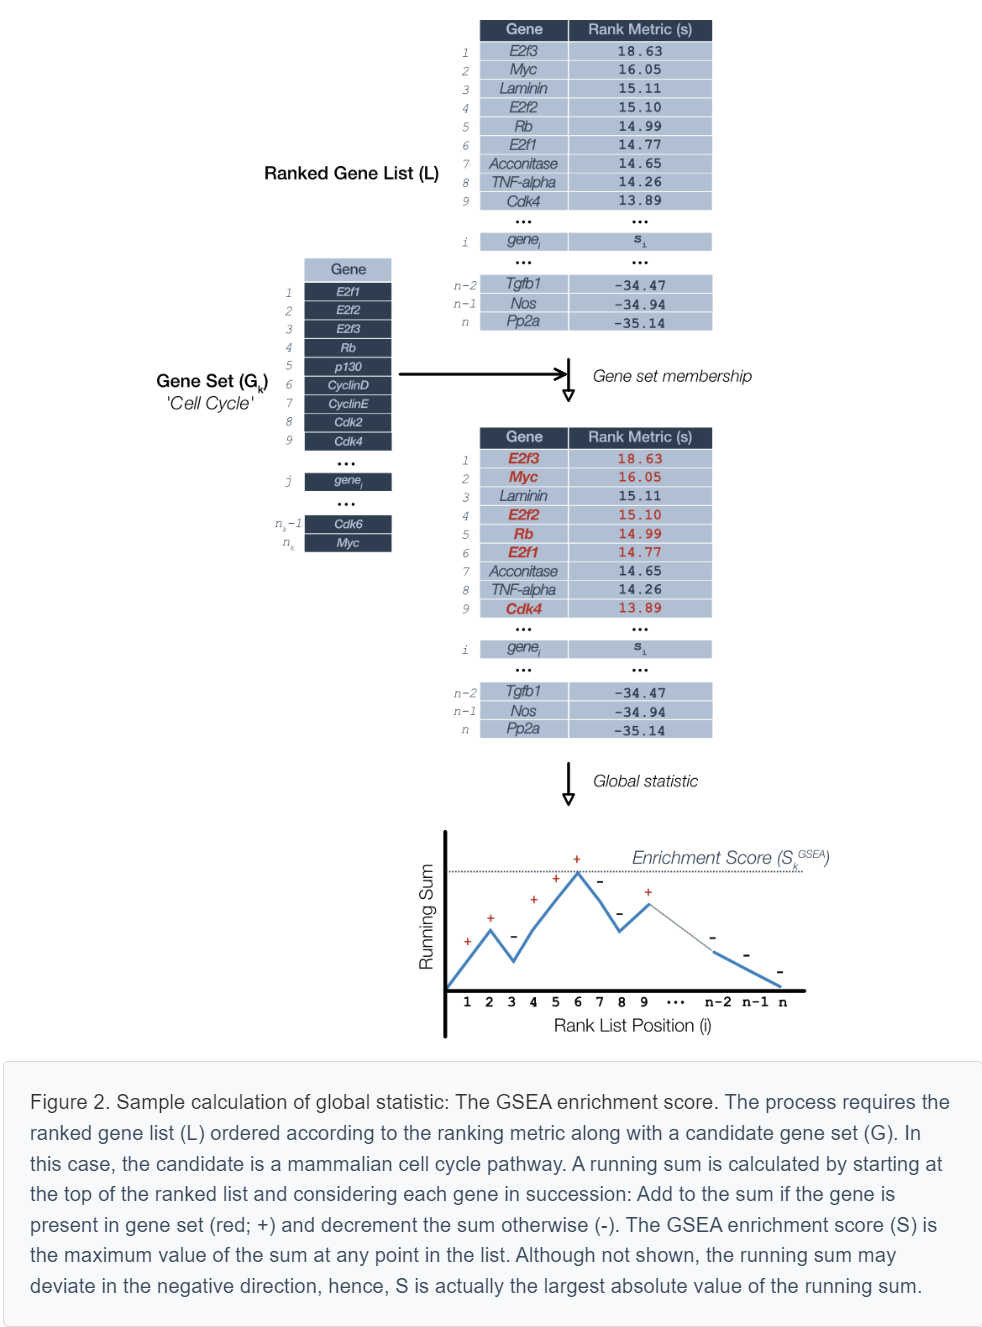 Gene Rank Metric (s)
1 E2f3 18.63
2 Myc 16.05
3 Laminin 15.11
4 E2f2 15.10
5 Rb 14.99
6 E2f1 14.77
7 Acconitase 14.65
8 TNF-alpha 14.26
9 Cdk4 13.89
... ...
i gene_i s_i
... ...
n-2 Tgfb1 -34.47
n-1 Nos -34.94
n Pp2a -35.14
Ranked Gene List (L)
Gene
1 E2f1
2 E2f2
3 E2f3
4 Rb
5 p130
6 CyclinD
7 CyclinE
8 Cdk2
9 Cdk4
...
j gene_j
...
n_k-1 Cdk6
n_k Myc
Gene Set (G_k)
'Cell Cycle'
Gene set membership
Gene Rank Metric (s)
1 E2f3 18.63
2 Myc 16.05
3 Laminin 15.11
4 E2f2 15.10
5 Rb 14.99
6 E2f1 14.77
7 Acconitase 14.65
8 TNF-alpha 14.26
9 Cdk4 13.89
... ...
i gene_i s_i
... ...
n-2 Tgfb1 -34.47
n-1 Nos -34.94
n Pp2a -35.14
Global statistic
Enrichment Score (S_k^GSEA)
Running Sum
+ + - + + + - - + - - -
1 2 3 4 5 6 7 8 9 ... n-2 n-1 n
Rank List Position (i)
Figure 2. Sample calculation of global statistic: The GSEA enrichment score. The process requires the
ranked gene list (L) ordered according to the ranking metric along with a candidate gene set (G). In
this case, the candidate is a mammalian cell cycle pathway. A running sum is calculated by starting at
the top of the ranked list and considering each gene in succession: Add to the sum if the gene is
present in gene set (red; +) and decrement the sum otherwise (-). The GSEA enrichment score (S) is
the maximum value of the sum at any point in the list. Although not shown, the running sum may
deviate in the negative direction, hence, S is actually the largest absolute value of the running sum.